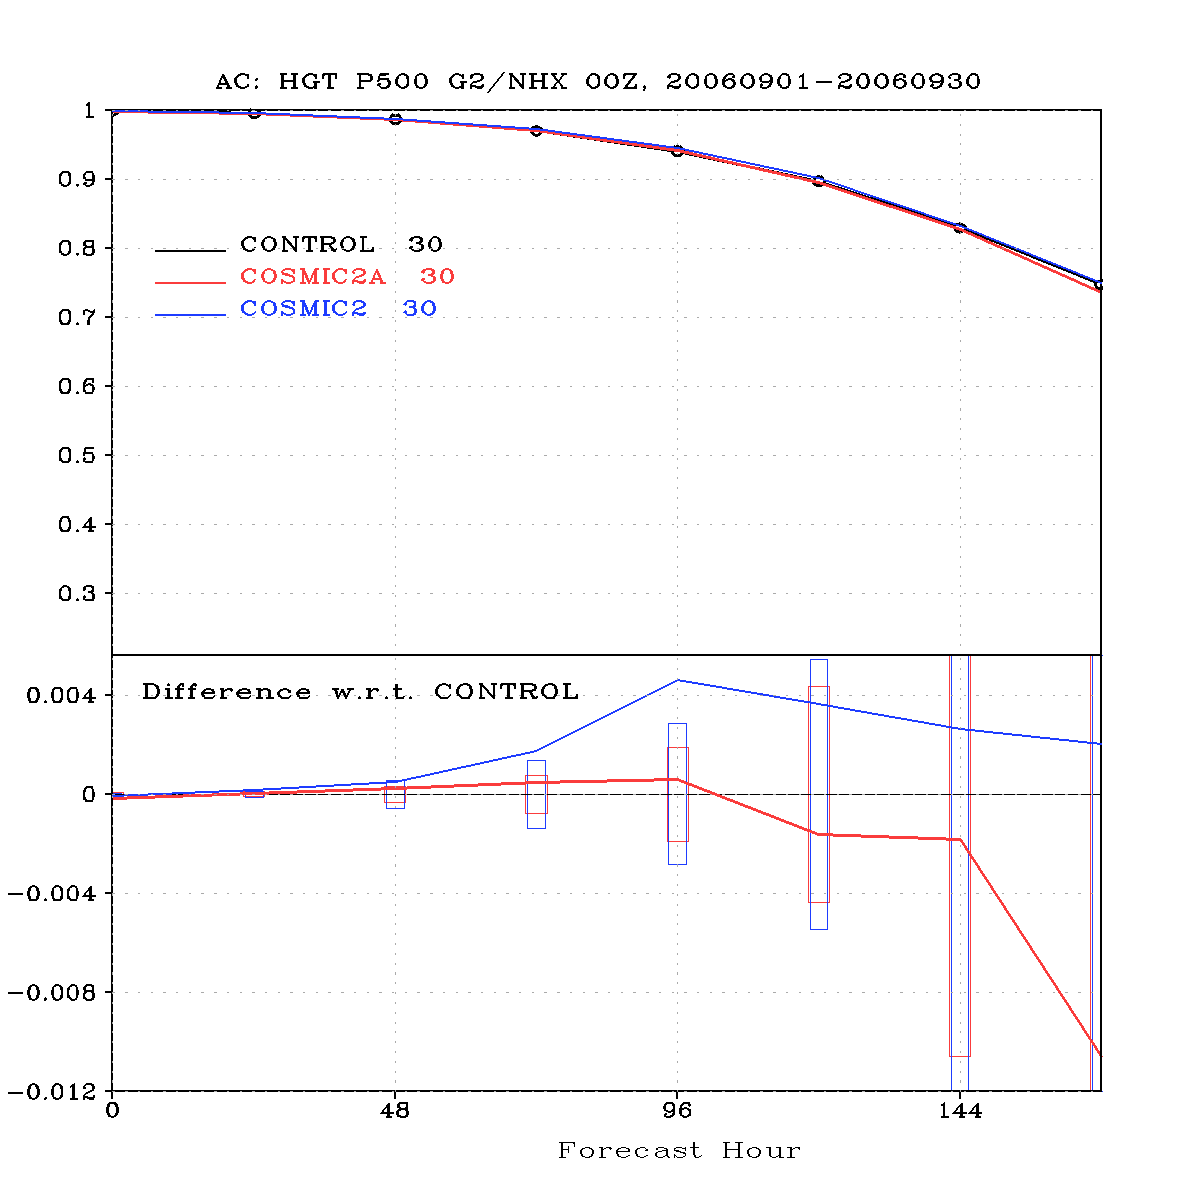 AC: HGT P500 G2/NHX 00Z, 20060901-20060930
1
0.9
0.8
CONTROL 30
COSMIC2A 30
COSMIC2 30
0.7
0.6
0.5
0.4
0.3
Difference w.r.t. CONTROL
0.004
0
-0.004
-0.008
-0.012
0 48 96 144
Forecast Hour